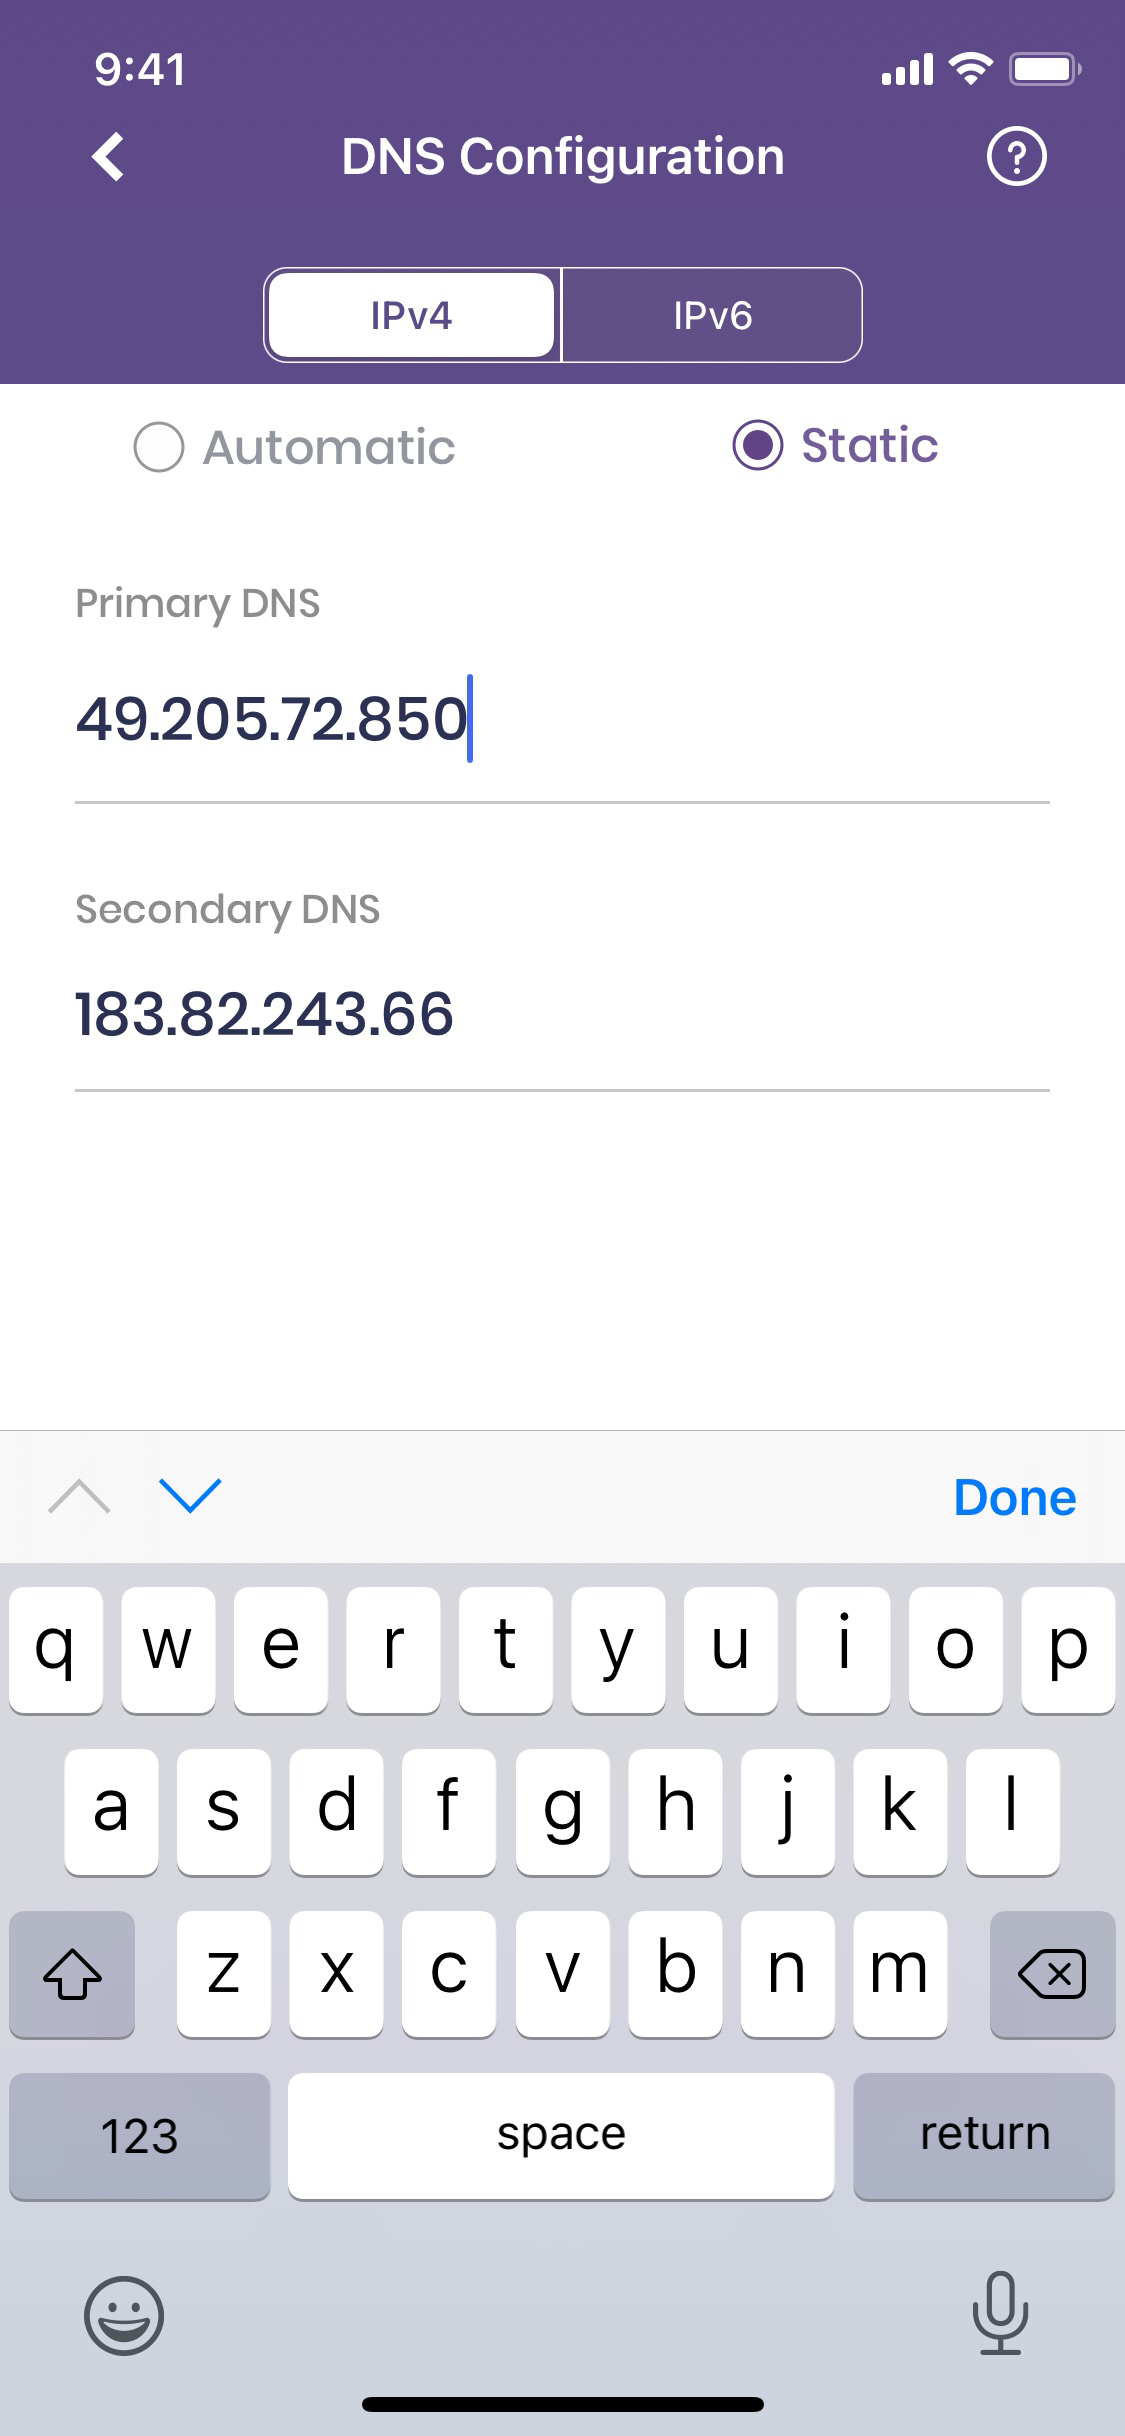 9:41
DNS Configuration
IPv4 IPv6
Automatic Static
Primary DNS
49.205.72.850
Secondary DNS
183.82.243.66
Done
q w e r t y u i o p
a s d f g h j k l
z x c v b n m
123 space return